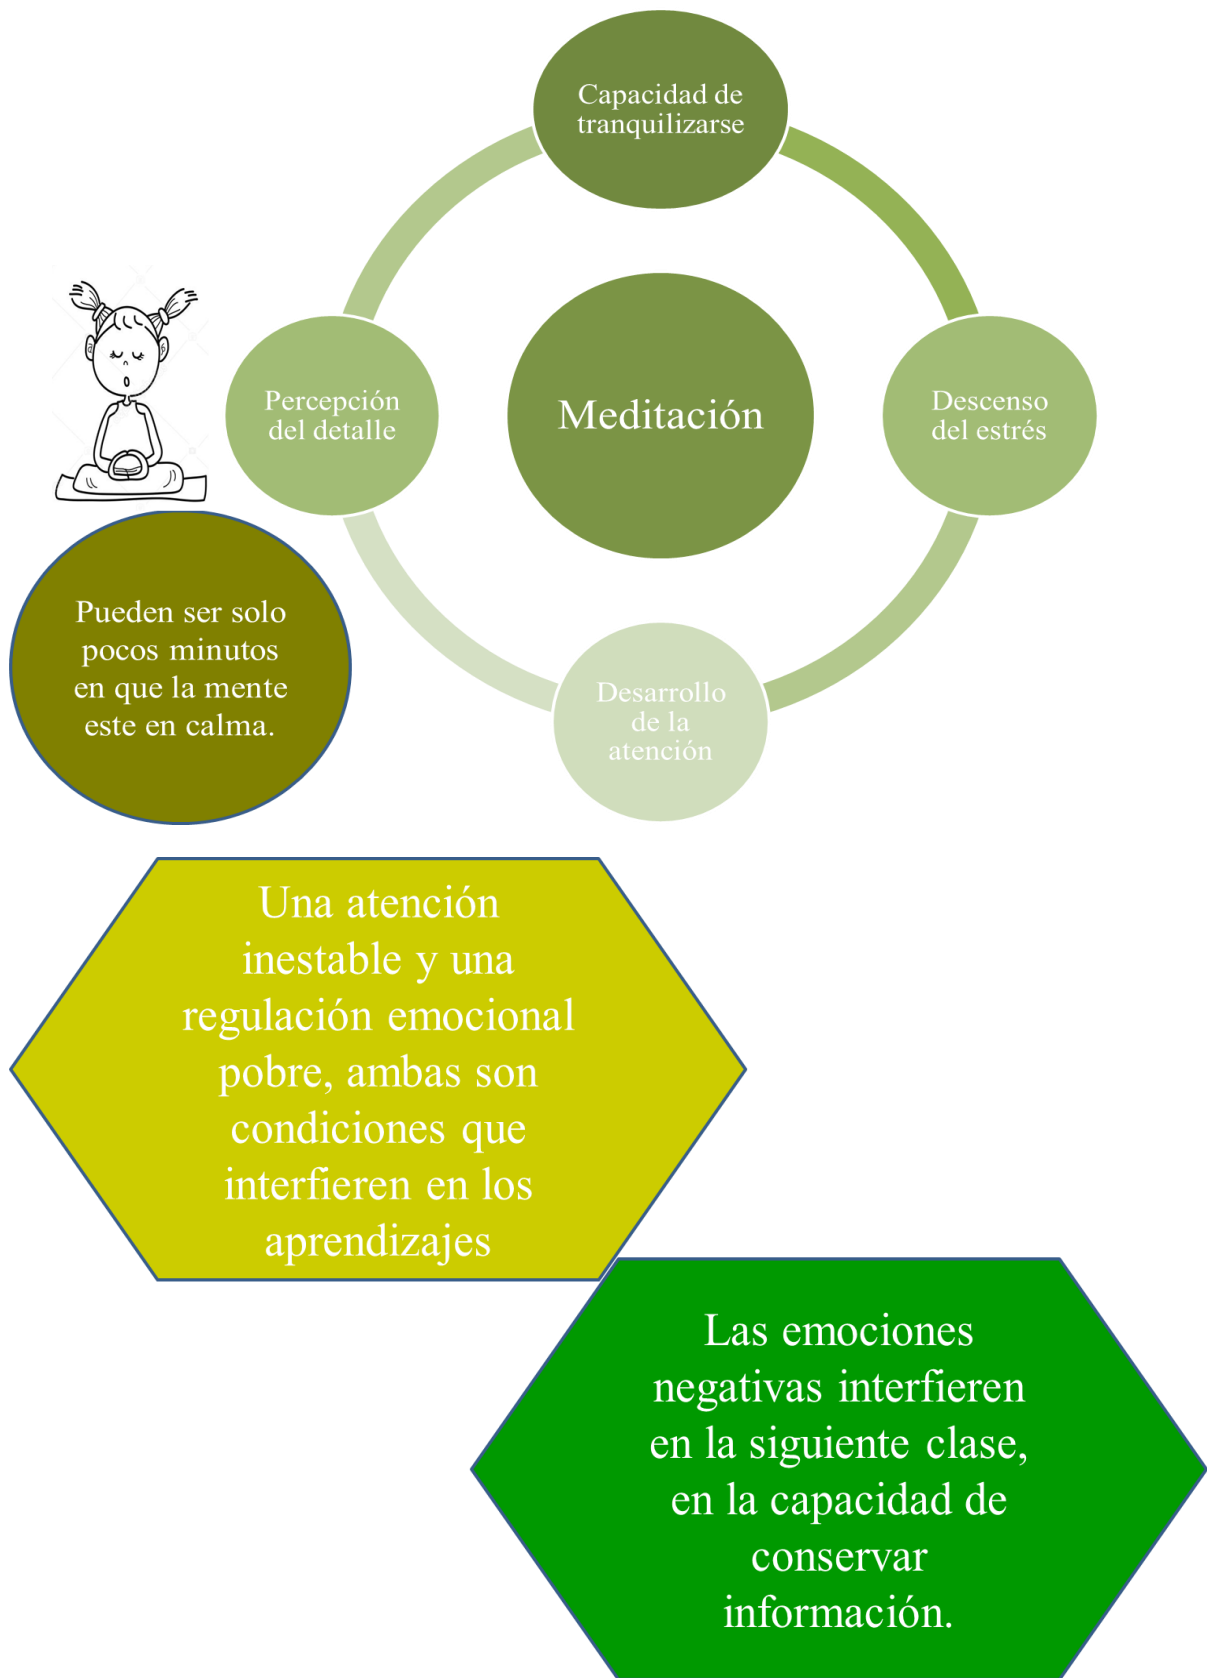 Capacidad de
tranquilizarse
Percepción
del detalle
Meditación
Descenso
del estrés
Desarrollo
de la
atención
Pueden ser solo
pocos minutos
en que la mente
este en calma.
Una atención
inestable y una
regulación emocional
pobre, ambas son
condiciones que
interfieren en los
aprendizajes
Las emociones
negativas interfieren
en la siguiente clase,
en la capacidad de
conservar
información.